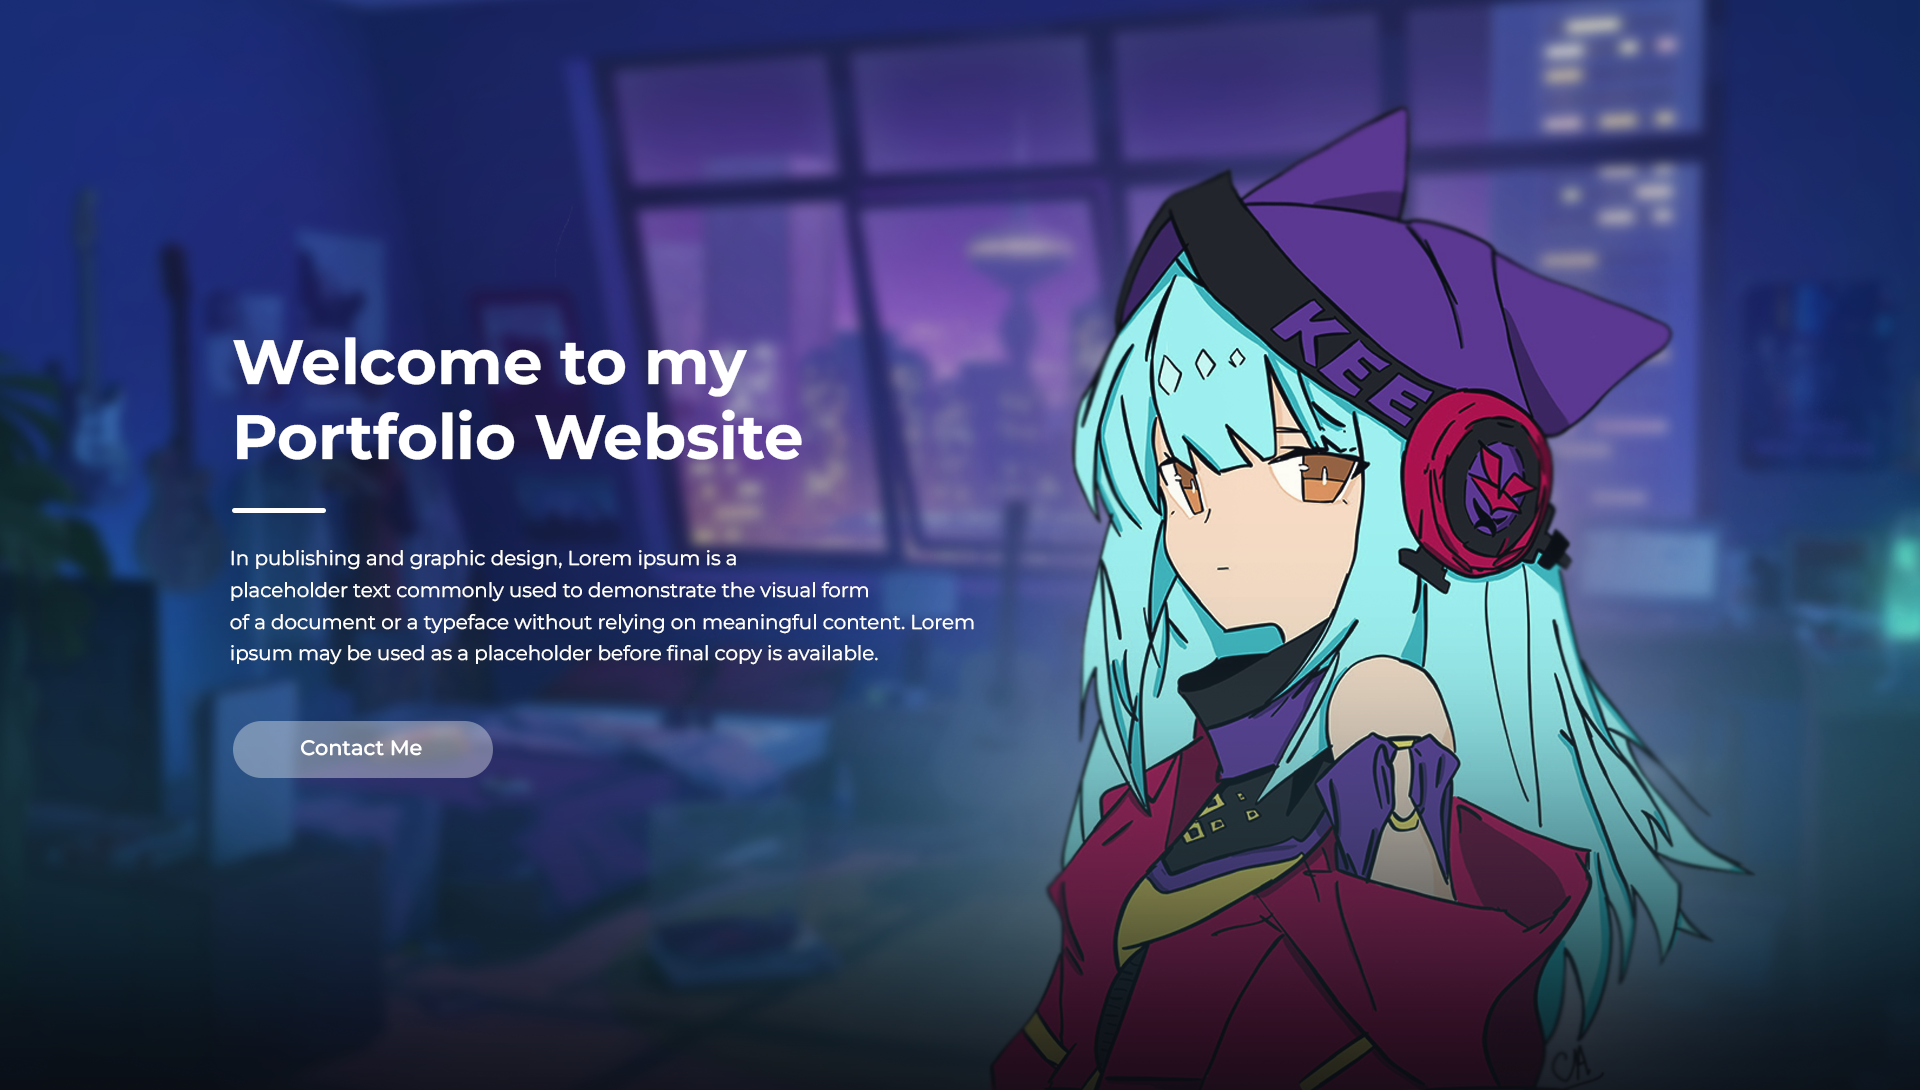 Welcome to my
Portfolio Website
In publishing and graphic design, Lorem ipsum is a
placeholder text commonly used to demonstrate the visual form
of a document or a typeface without relying on meaningful content. Lorem
ipsum may be used as a placeholder before final copy is available.
Contact Me
KEE